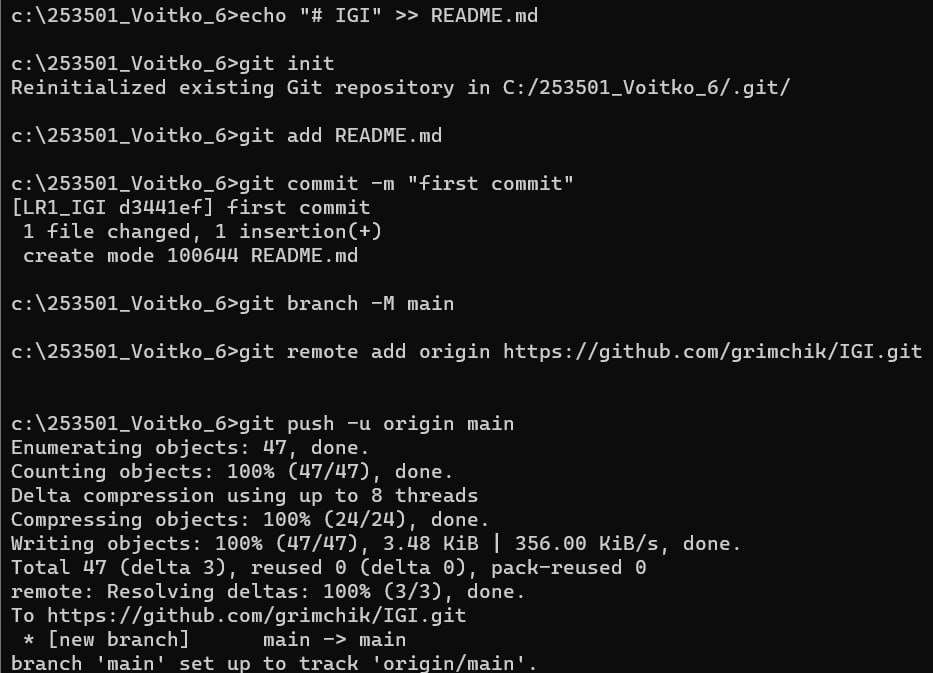 c:\253501_Voitko_6>echo "# IGI" >> README.md
c:\253501_Voitko_6>git init
Reinitialized existing Git repository in C:/253501_Voitko_6/.git/
c:\253501_Voitko_6>git add README.md
c:\253501_Voitko_6>git commit -m "first commit"
[LR1_IGI d3441ef] first commit
 1 file changed, 1 insertion(+)
 create mode 100644 README.md
c:\253501_Voitko_6>git branch -M main
c:\253501_Voitko_6>git remote add origin https://github.com/grimchik/IGI.git
c:\253501_Voitko_6>git push -u origin main
Enumerating objects: 47, done.
Counting objects: 100% (47/47), done.
Delta compression using up to 8 threads
Compressing objects: 100% (24/24), done.
Writing objects: 100% (47/47), 3.48 KiB | 356.00 KiB/s, done.
Total 47 (delta 3), reused 0 (delta 0), pack-reused 0
remote: Resolving deltas: 100% (3/3), done.
To https://github.com/grimchik/IGI.git
 * [new branch]      main -> main
branch 'main' set up to track 'origin/main'.